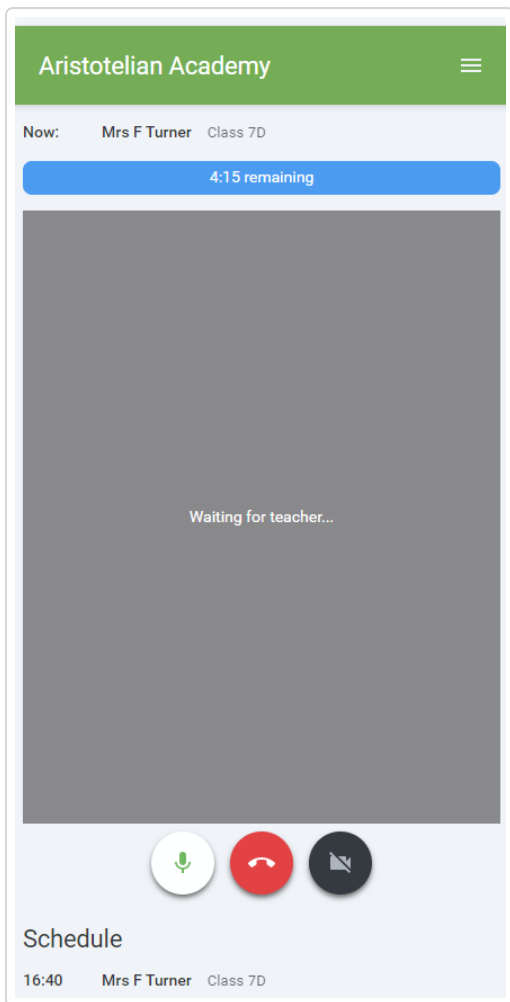 Aristotelian Academy
Now: Mrs F Turner Class 7D
4:15 remaining
Waiting for teacher...
Schedule
16:40 Mrs F Turner Class 7D